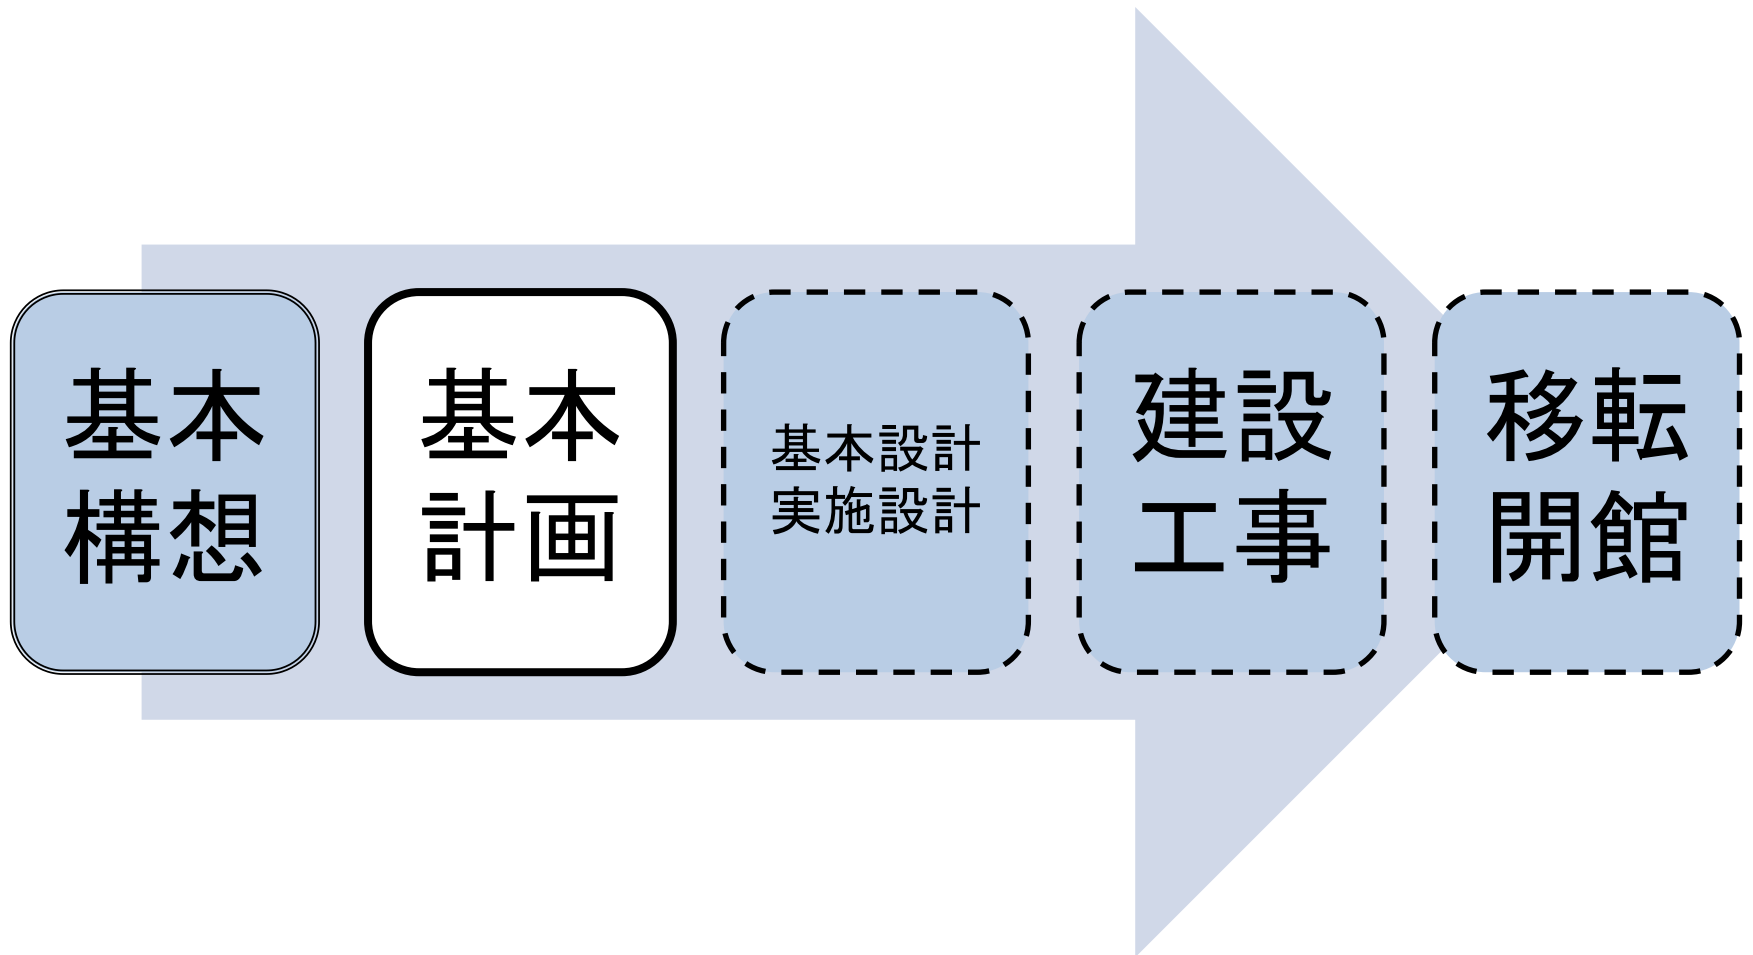 基本
構想
基本
計画
基本設計
実施設計
建設
工事
移転
開館